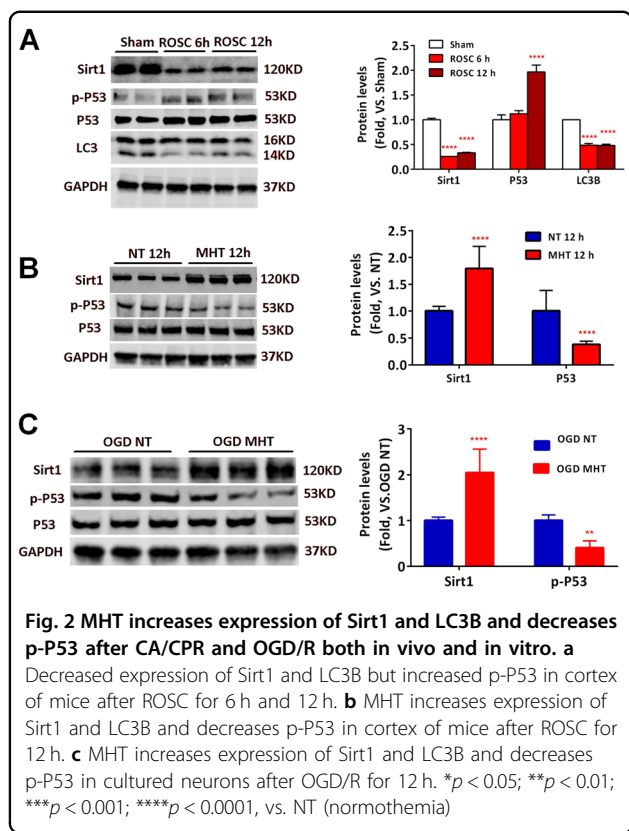 A
Sham ROSC 6h ROSC 12h
Sirt1 120KD
p-P53 53KD
P53 53KD
LC3 16KD
14KD
GAPDH 37KD
Protein levels
(Fold, VS. Sham)
2.5
2.0
1.5
1.0
0.5
0.0
Sham
ROSC 6 h
ROSC 12 h
**** ****
****
**** ****
Sirt1 P53 LC3B
B
NT 12h MHT 12h
Sirt1 120KD
p-P53 53KD
P53 53KD
GAPDH 37KD
Protein levels
(Fold, VS. NT)
2.5
2.0
1.5
1.0
0.5
0.0
NT 12 h
MHT 12 h
****
****
Sirt1 P53
C
OGD NT OGD MHT
Sirt1 120KD
p-P53 53KD
P53 53KD
GAPDH 37KD
Protein levels
(Fold, VS.OGD NT)
4
2
1
0
OGD NT
OGD MHT
****
**
Sirt1 p-P53
Fig. 2 MHT increases expression of Sirt1 and LC3B and decreases
p-P53 after CA/CPR and OGD/R both in vivo and in vitro. a
Decreased expression of Sirt1 and LC3B but increased p-P53 in cortex
of mice after ROSC for 6 h and 12 h. b MHT increases expression of
Sirt1 and LC3B and decreases p-P53 in cortex of mice after ROSC for
12 h. c MHT increases expression of Sirt1 and LC3B and decreases
p-P53 in cultured neurons after OGD/R for 12 h. *p < 0.05; **p < 0.01;
***p < 0.001; ****p < 0.0001, vs. NT (normothemia)